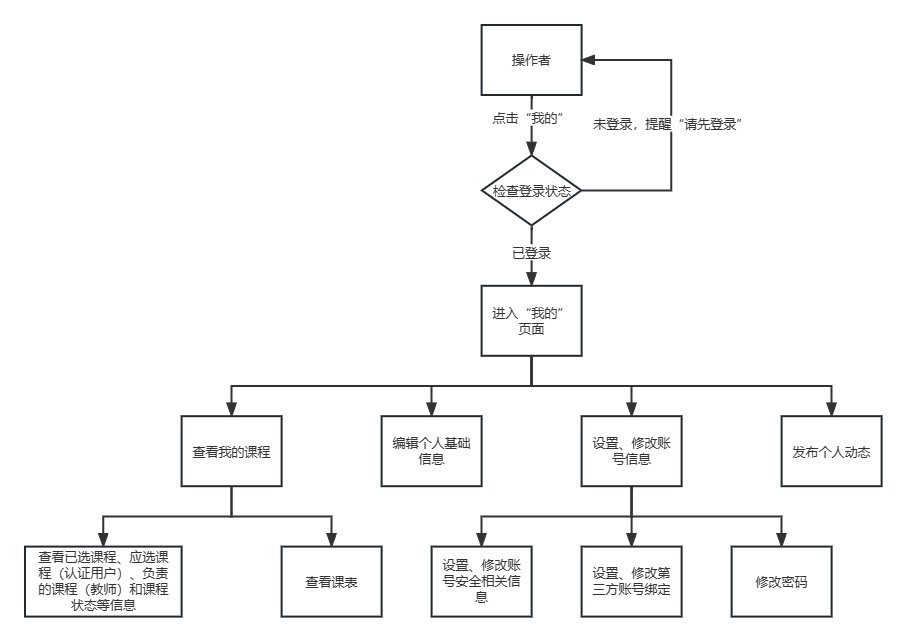 操作者
点击“我的”
未登录，提醒“请先登录”
检查登录状态
已登录
进入“我的”
页面
查看我的课程
编辑个人基础
信息
设置、修改账
号信息
发布个人动态
查看已选课程、应选课
程（认证用户）、负责
的课程（教师）和课程
状态等信息
查看课表
设置、修改账
号安全相关信
息
设置、修改第
三方账号绑定
修改密码